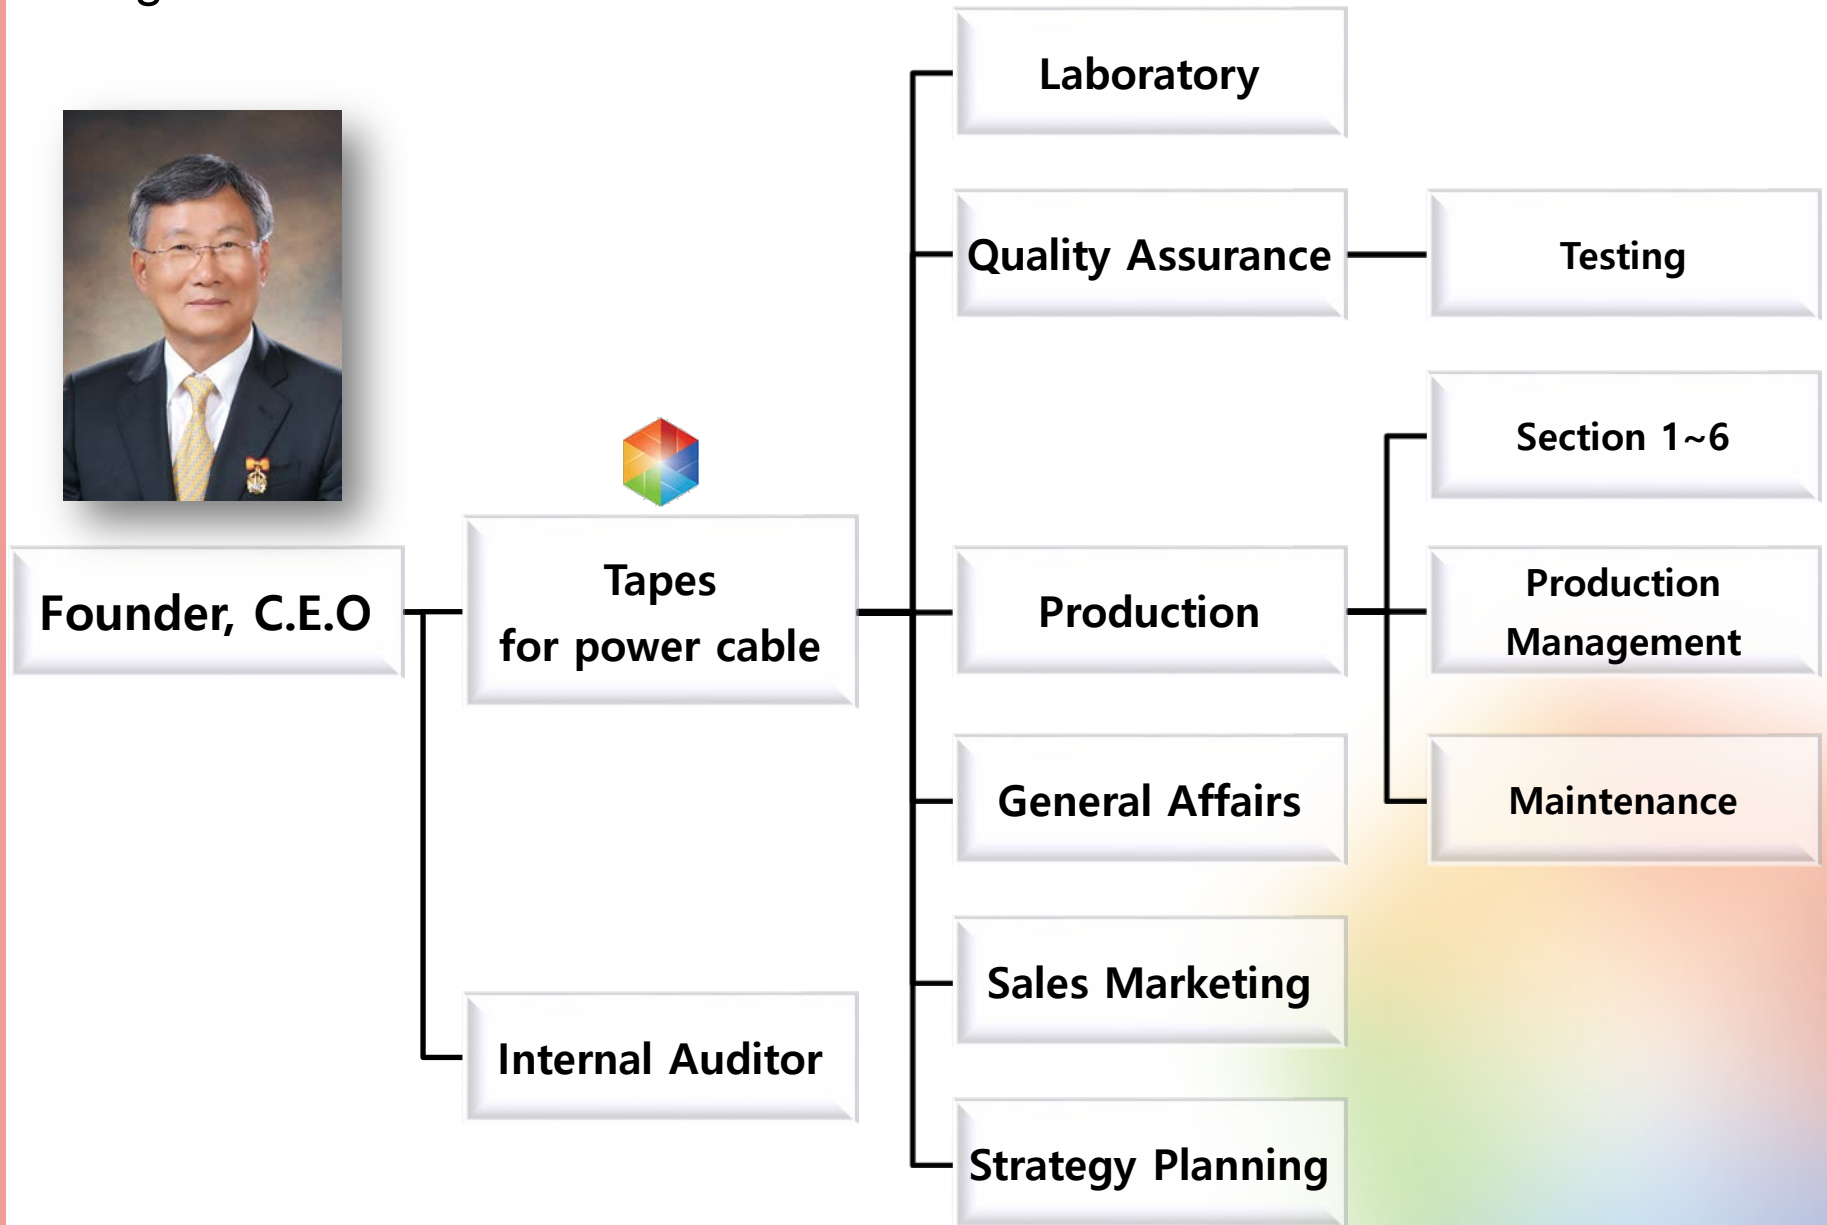 Laboratory
Quality Assurance
Testing
Section 1~6
Tapes
for power cable
Founder, C.E.O
Production
Production
Management
General Affairs
Maintenance
Sales Marketing
Internal Auditor
Strategy Planning